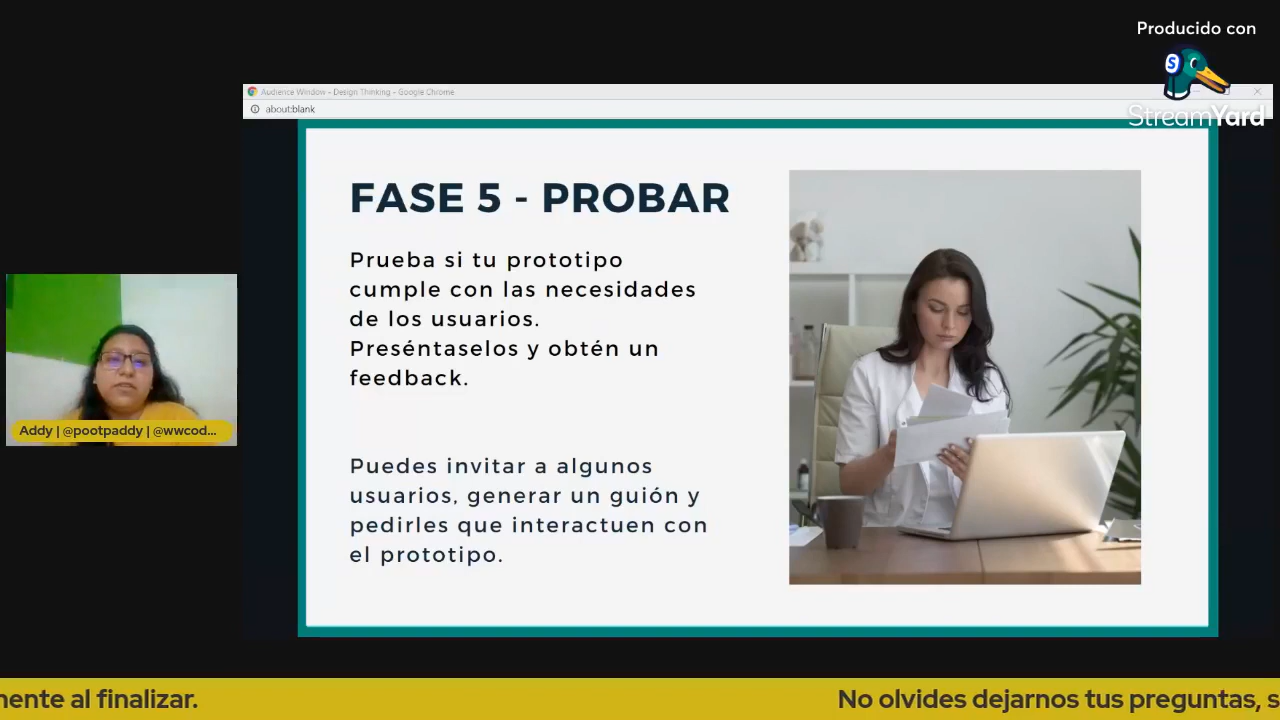 Producido con
StreamYard
Audience Window - Design Thinking - Google Chrome
about:blank
FASE 5 - PROBAR
Prueba si tu prototipo
cumple con las necesidades
de los usuarios.
Preséntaselos y obtén un
feedback.
Puedes invitar a algunos
usuarios, generar un guión y
pedirles que interactuen con
el prototipo.
Addy | @pootpaddy | @wwcod...
mente al finalizar. No olvides dejarnos tus preguntas, s